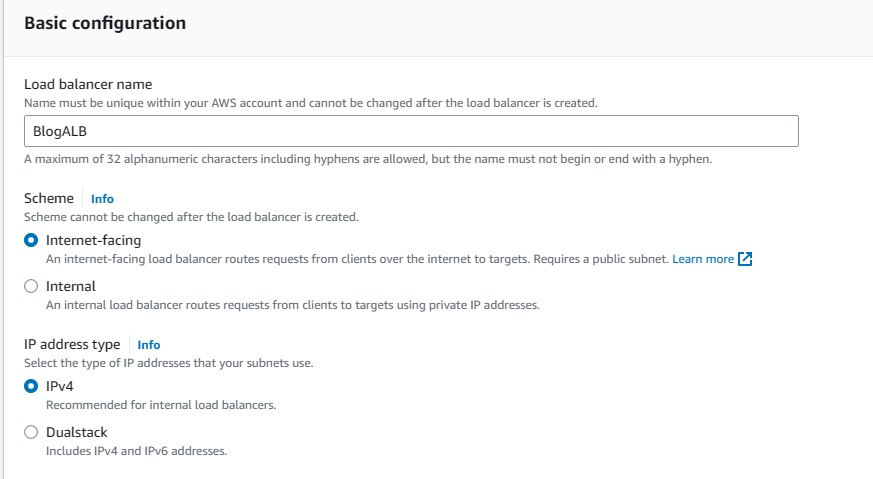 Basic configuration
Load balancer name
Name must be unique within your AWS account and cannot be changed after the load balancer is created.
BlogALB
A maximum of 32 alphanumeric characters including hyphens are allowed, but the name must not begin or end with a hyphen.
Scheme Info
Scheme cannot be changed after the load balancer is created.
Internet-facing
An internet-facing load balancer routes requests from clients over the internet to targets. Requires a public subnet. Learn more
Internal
An internal load balancer routes requests from clients to targets using private IP addresses.
IP address type Info
Select the type of IP addresses that your subnets use.
IPv4
Recommended for internal load balancers.
Dualstack
Includes IPv4 and IPv6 addresses.